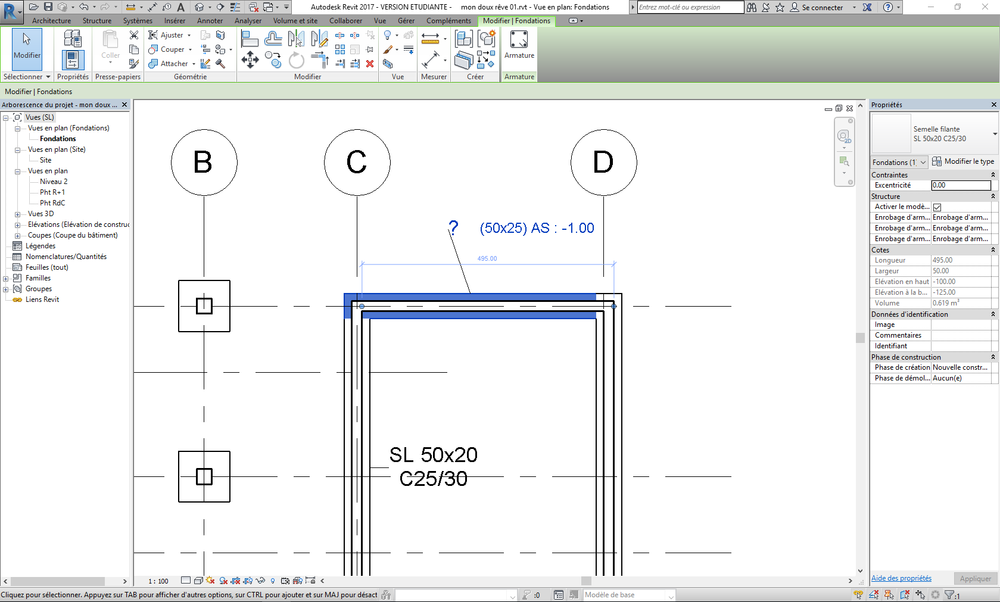 Autodesk Revit 2017 - VERSION ETUDIANTE - mon doux rêve 01.rvt - Vue en plan: Fondations
Entrez mot-clé ou expression
Se connecter
Architecture Structure Systèmes Insérer Annoter Analyser Volume et site Collaborer Vue Gérer Compléments Modifier | Fondations
Modifier
Coller
Ajuster
Couper
Attacher
Armature
Sélectionner Propriétés Presse-papiers Géométrie Modifier Vue Mesurer Créer Armature
Modifier | Fondations
Arborescence du projet - mon doux ...
Vues (SL)
Vues en plan (Fondations)
Fondations
Vues en plan (Site)
Site
Vues en plan
Niveau 2
Pht R+1
Pht RdC
Vues 3D
Elévations (Elévation de construc
Coupes (Coupe du bâtiment)
Légendes
Nomenclatures/Quantités
Feuilles (tout)
Familles
Groupes
Liens Revit
B C D
? (50x25) AS : -1.00
495.00
SL 50x20
C25/30
2D
Propriétés
Semelle filante
SL 50x20 C25/30
Fondations (1) Modifier le type
Contraintes
Excentricité 0.00
Structure
Activer le modè...
Enrobage d'arm... Enrobage d'arm...
Enrobage d'arm... Enrobage d'arm...
Enrobage d'arm... Enrobage d'arm...
Cotes
Longueur 495.00
Largeur 50.00
Elévation en haut -100.00
Elévation à la b... -125.00
Volume 0.619 m³
Données d'identification
Image
Commentaires
Identifiant
Phase de construction
Phase de création Nouvelle constr...
Phase de démol... Aucun(e)
Aide des propriétés Appliquer
1 : 100
Cliquez pour sélectionner. Appuyez sur TAB pour afficher d'autres options, sur CTRL pour ajouter et sur MAJ pour désact
:0
Modèle de base
:1